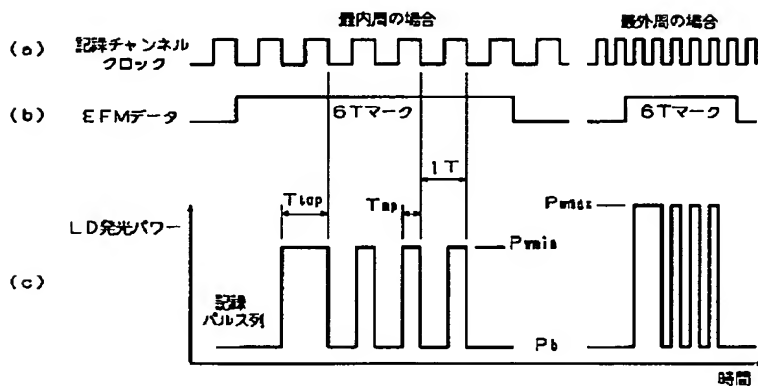 最内周の場合
最外周の場合
(a) 記録チャンネル
クロック
(b) EFMデータ
6Tマーク
6Tマーク
1T
Ttop
Tmp
Pwmax
LD発光パワー
Pwmin
(c)
記録
パルス列
Pb
時間